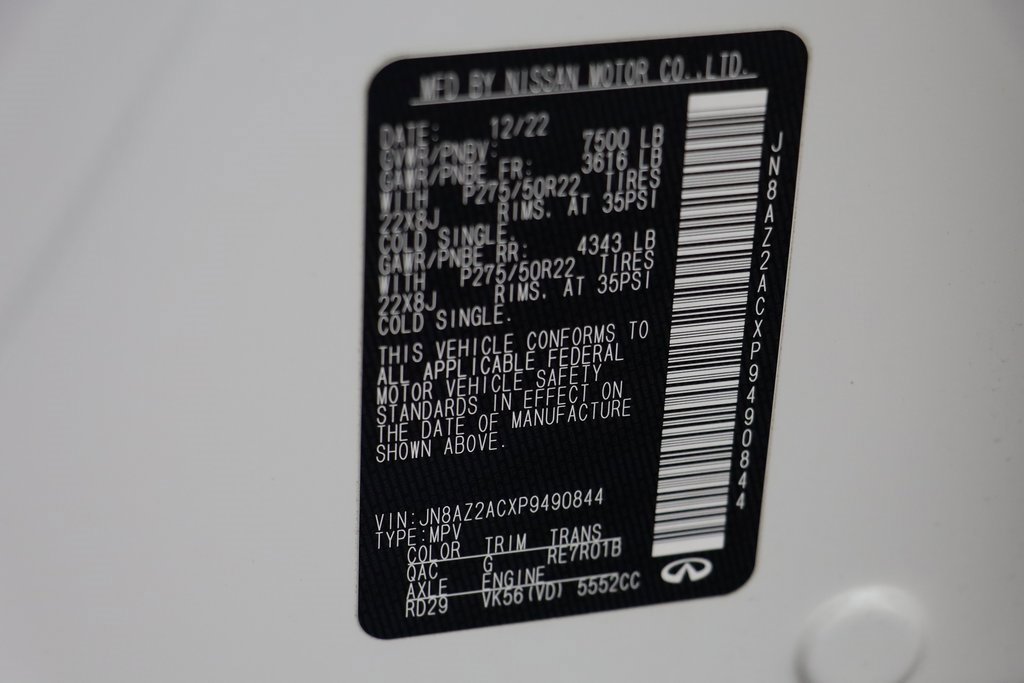 MFD BY NISSAN MOTOR CO.,LTD.
DATE: 12/22
GVWR/PNBV: 7500 LB
GAWR/PNBE FR: 3616 LB
WITH P275/50R22 TIRES
22X8J RIMS. AT 35PSI
COLD SINGLE.
GAWR/PNBE RR: 4343 LB
WITH P275/50R22 TIRES
22X8J RIMS. AT 35PSI
COLD SINGLE.
THIS VEHICLE CONFORMS TO
ALL APPLICABLE FEDERAL
MOTOR VEHICLE SAFETY
STANDARDS IN EFFECT ON
THE DATE OF MANUFACTURE
SHOWN ABOVE.
VIN:JN8AZ2ACXP9490844
TYPE:MPV
COLOR TRIM TRANS
QAC G RE7R01B
AXLE ENGINE
RD29 VK56(VD) 5552CC
JN8AZ2ACXP9490844